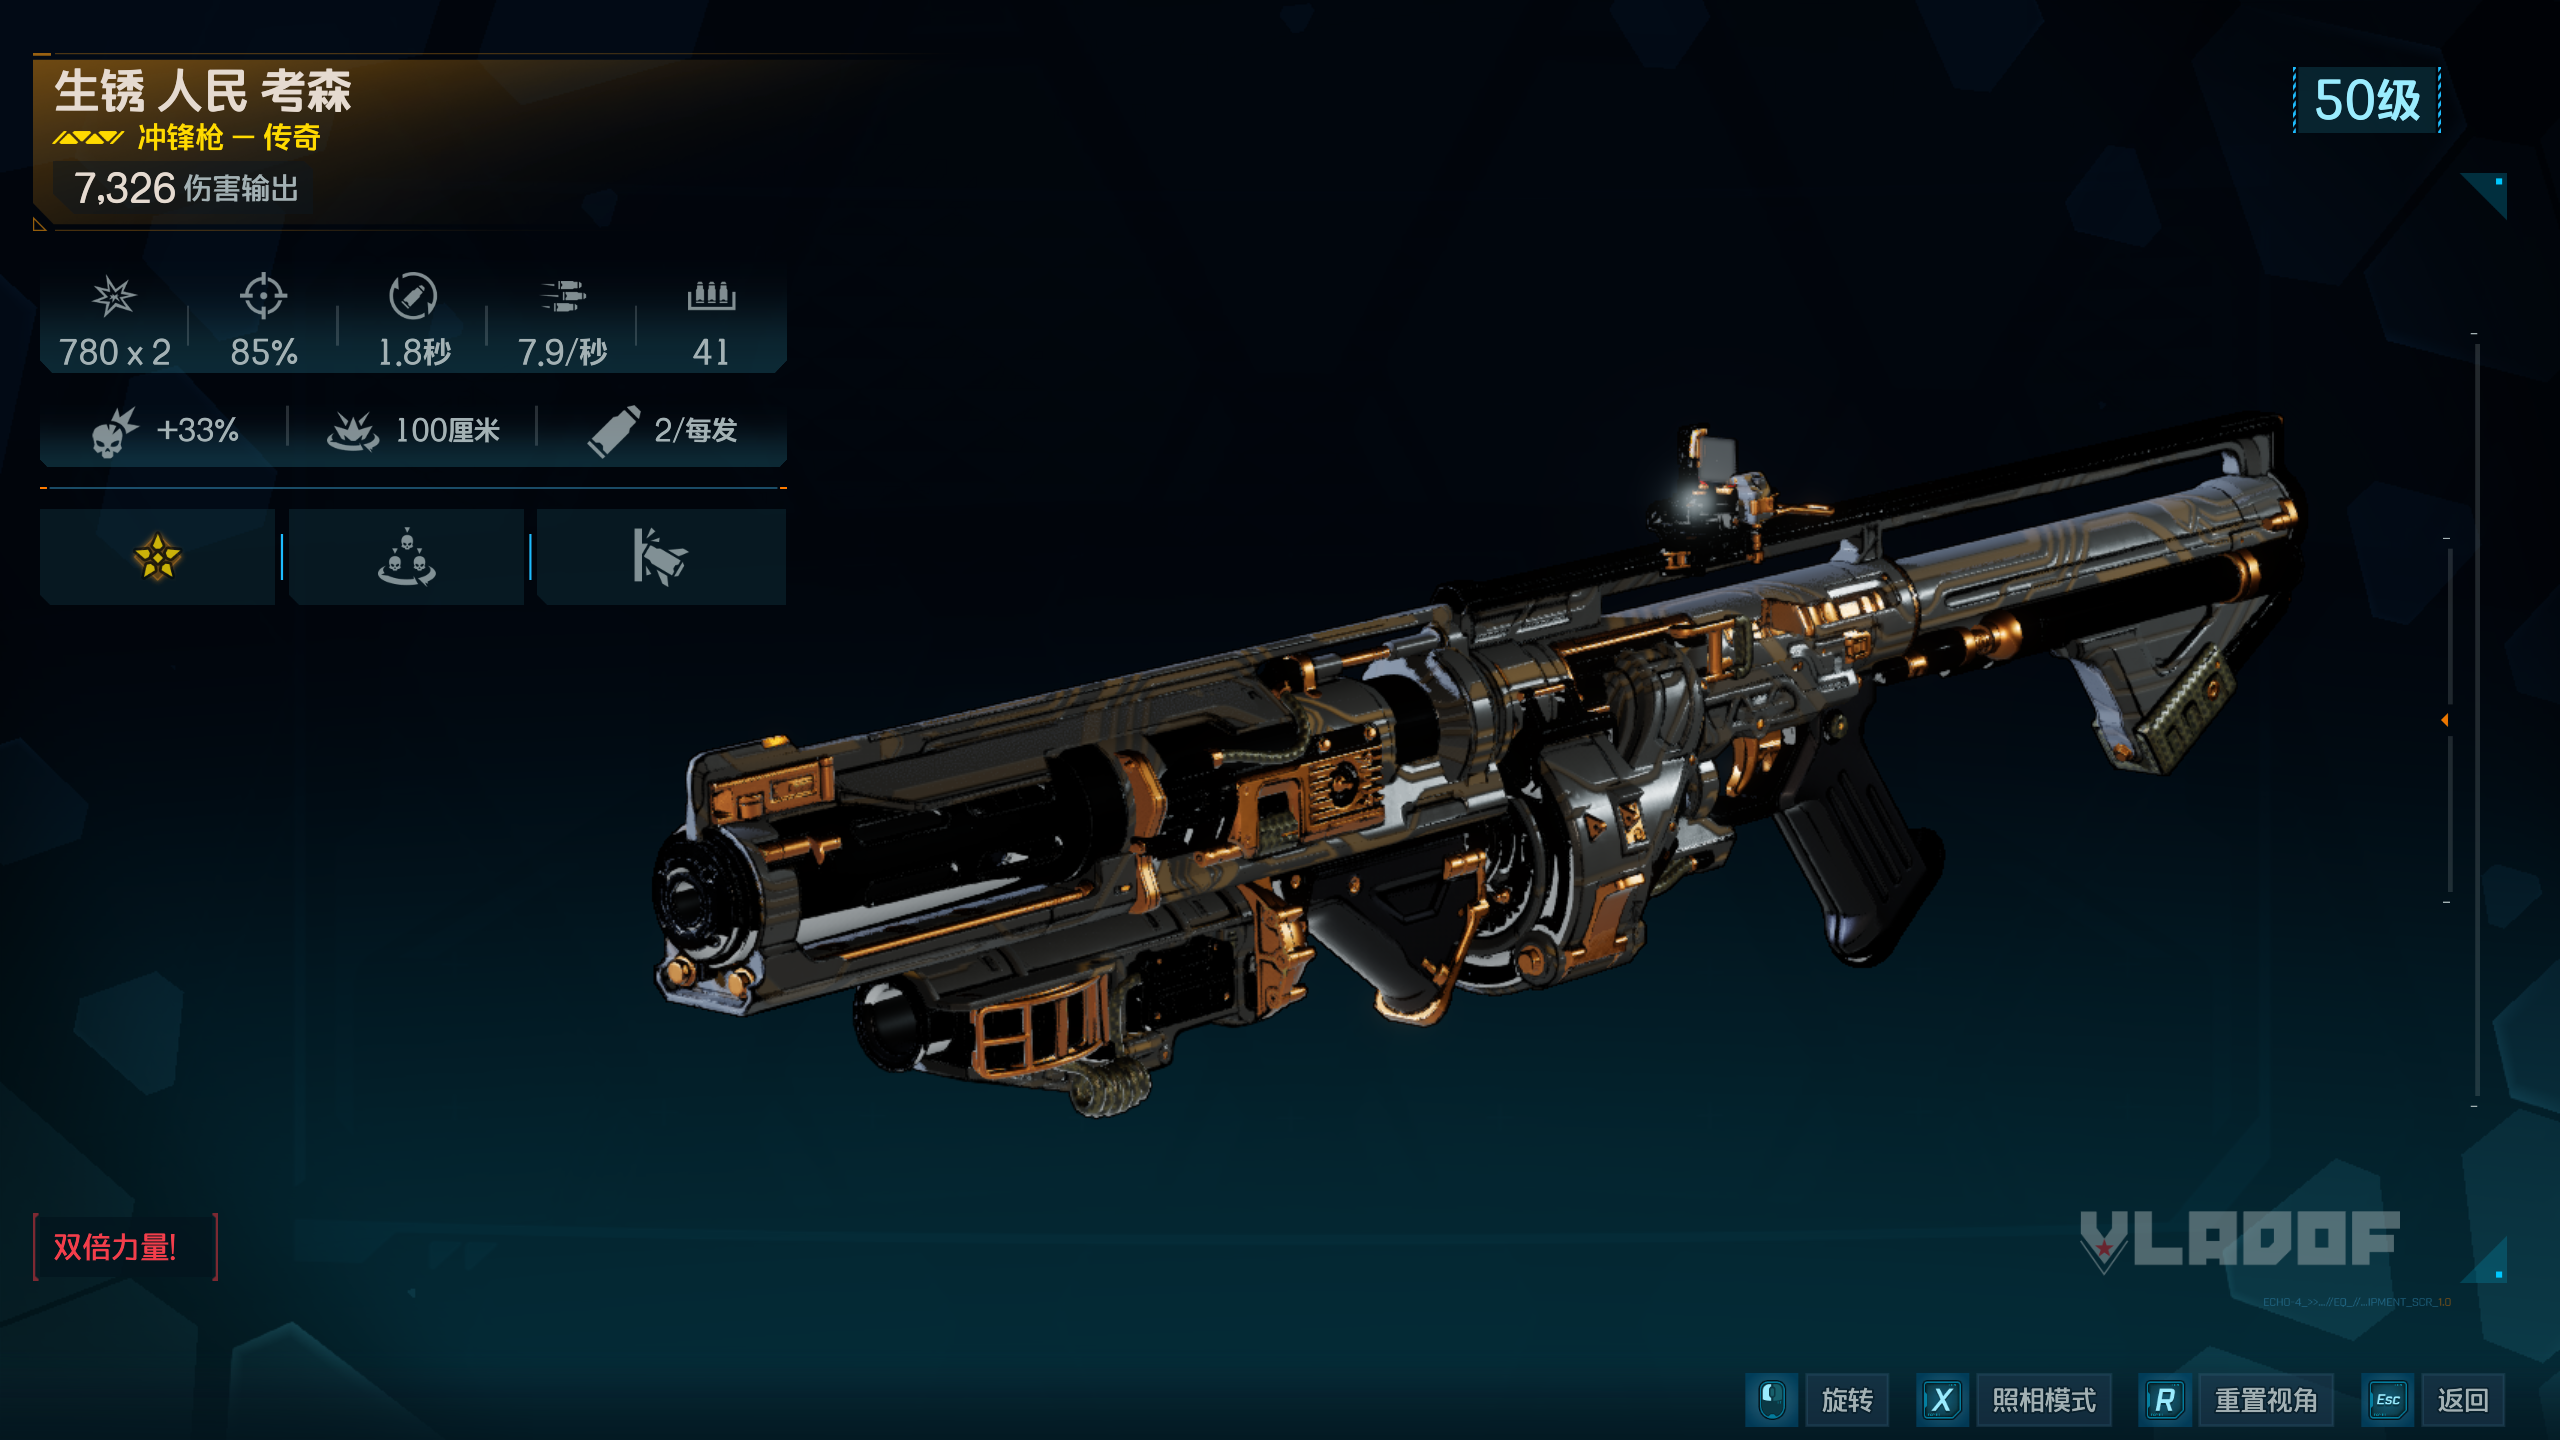 生锈 人民 考森
冲锋枪 — 传奇
7,326 伤害输出
50级
780 x 2
85%
1.8秒
7.9/秒
41
+33%
100厘米
2/每发
双倍力量!
VLADOF
旋转
X 照相模式
R 重置视角
Esc 返回